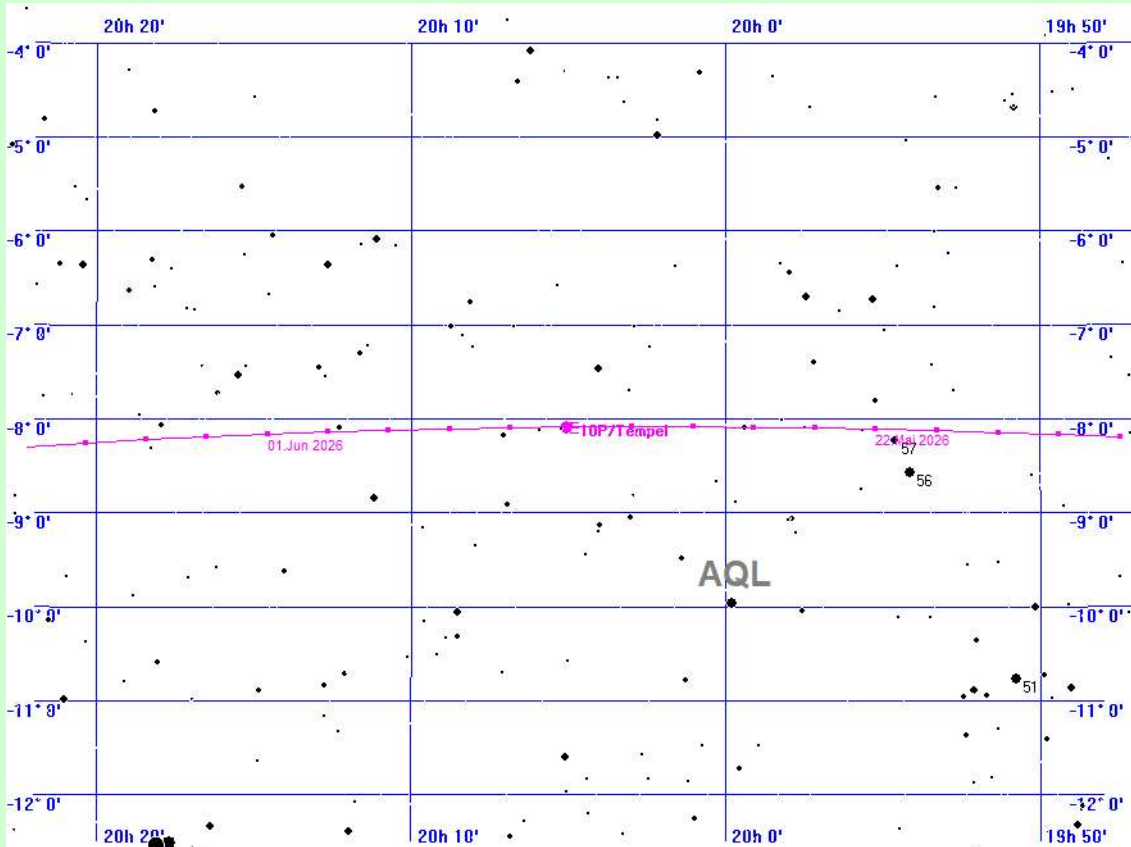 20h 20' 20h 10' 20h 0' 19h 50'
-4° 0' -4° 0'
-5° 0' -5° 0'
-6° 0' -6° 0'
-7° 0' -7° 0'
-8° 0' -8° 0'
10P/Tempel
01.Jun 2026 22.Mai 2026
57
56
-9° 0' -9° 0'
AQL
-10° 0' -10° 0'
51
-11° 0' -11° 0'
-12° 0' -12° 0'
20h 20' 20h 10' 20h 0' 19h 50'